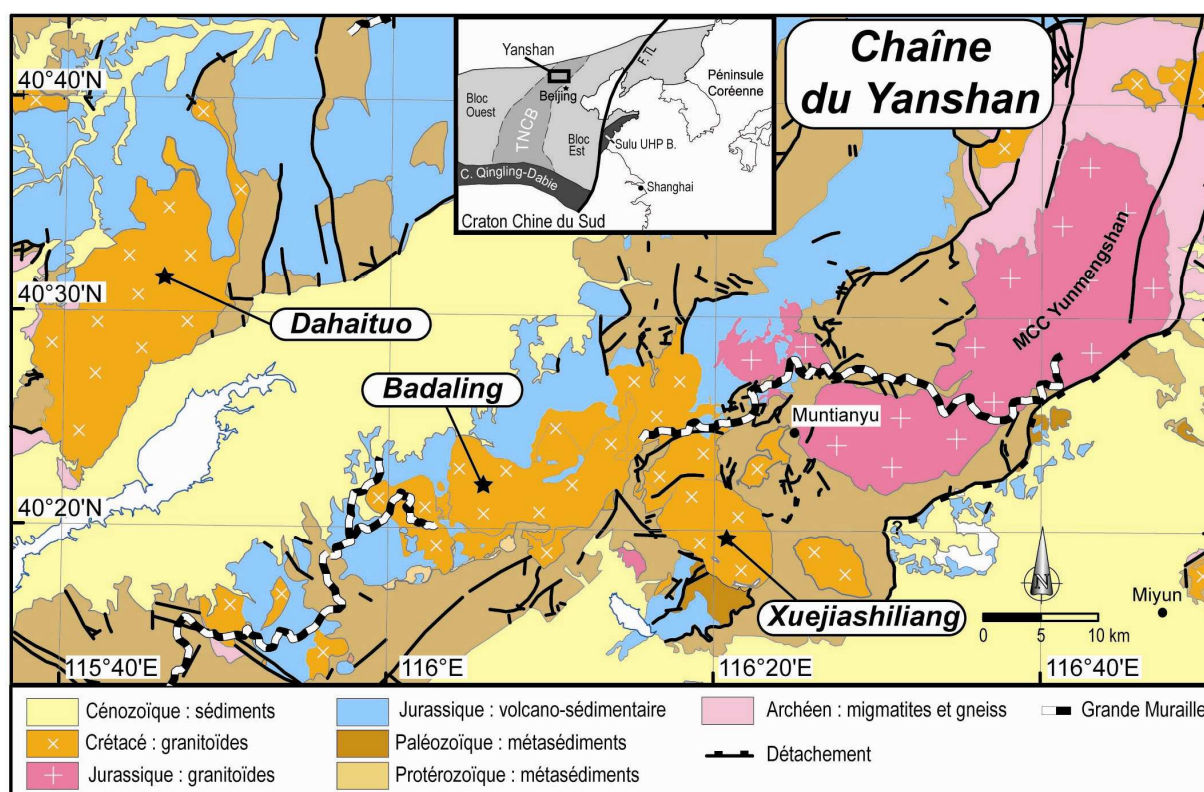 Chaîne
du Yanshan
Yanshan
Beijing
Bloc
Ouest
TNCB
Bloc
Est
F. TL
Péninsule
Coréenne
Sulu UHP B.
C. Qingling-Dabie
Shanghai
Craton Chine du Sud
40°40'N
40°30'N
40°20'N
Dahaituo
Badaling
Muntianyu
MCC Yunmengshan
?
N
Xuejiashiliang
Miyun
0 5 10 km
115°40'E
116°E
116°20'E
116°40'E
Cénozoïque : sédiments
Crétacé : granitoïdes
Jurassique : granitoïdes
Jurassique : volcano-sédimentaire
Paléozoïque : métasédiments
Protérozoïque : métasédiments
Archéen : migmatites et gneiss
Détachement
Grande Muraille